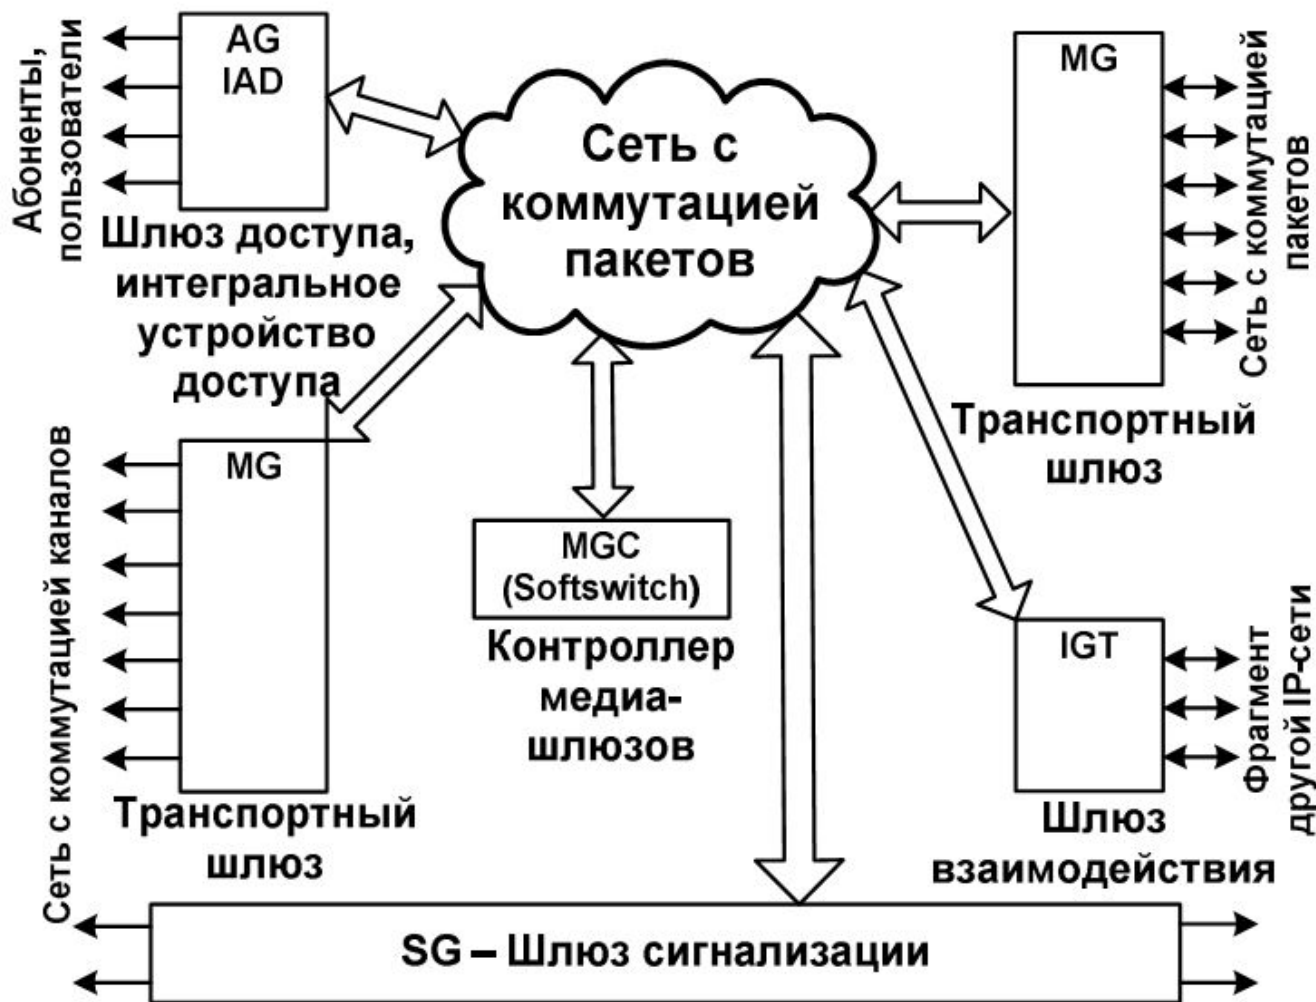 Абоненты,
пользователи
AG
IAD
Шлюз доступа,
интегральное
устройство
доступа
Сеть с
коммутацией
пакетов
MG
Сеть с коммутацией
пакетов
Транспортный
шлюз
Сеть с коммутацией каналов
MG
Транспортный
шлюз
MGC
(Softswitch)
Контроллер
медиа-
шлюзов
IGT
Фрагмент
другой IP-сети
Шлюз
взаимодействия
SG – Шлюз сигнализации